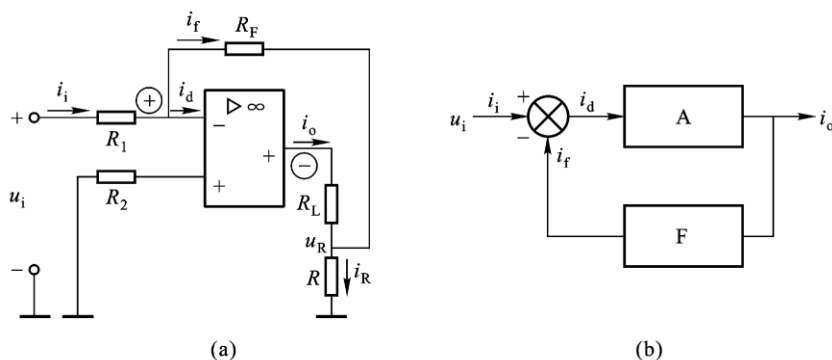 i_f R_F
i_i + i_d ▷ ∞
+ R_1 − i_o
+ −
R_2 + R_L
u_i
u_R
− R i_R
(a)
+ i_d A
u_i i_i − i_o
i_f
F
(b)